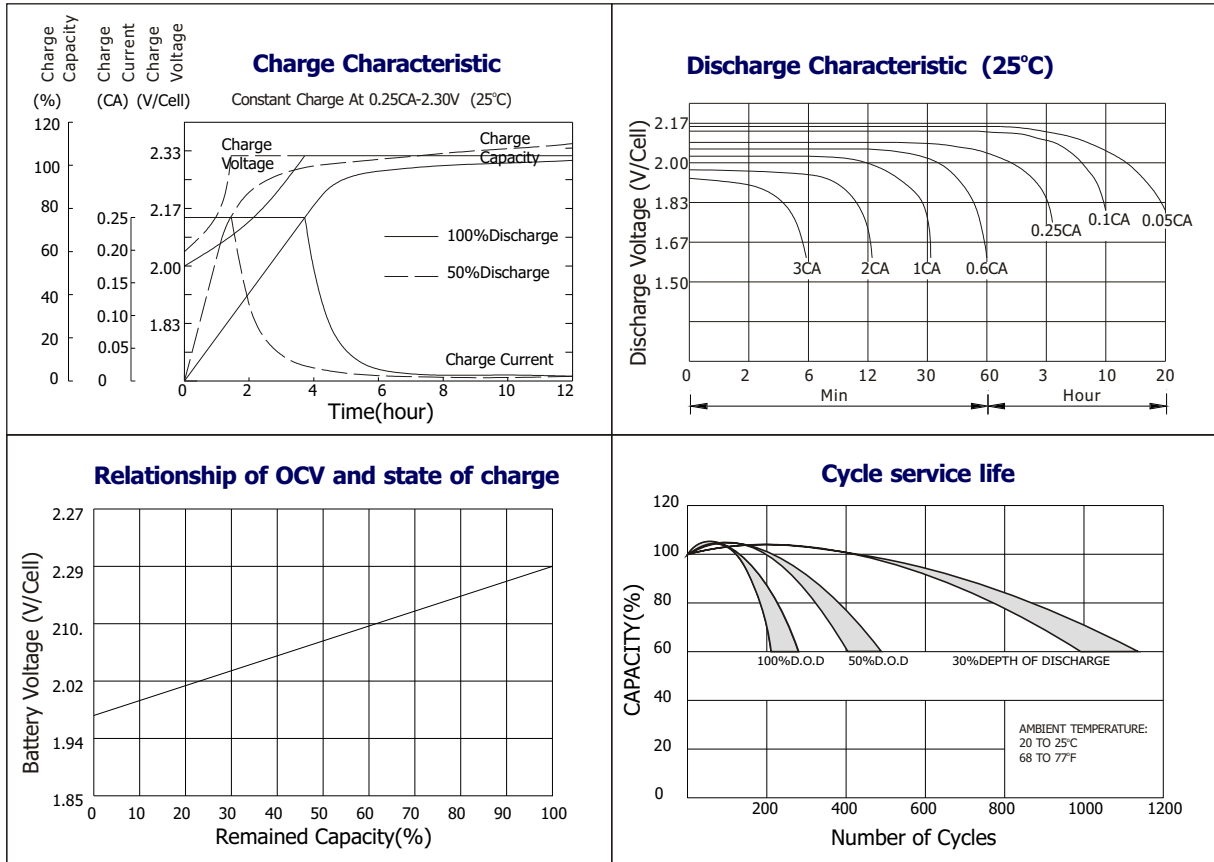 Charge Capacity
Charge Current
Charge Voltage
(%) (CA) (V/Cell)
Charge Characteristic
Constant Charge At 0.25CA-2.30V (25°C)
120
100
80
60
40
20
0
0.25
0.20
0.15
0.10
0.05
0
2.33
2.17
2.00
1.83
Charge Voltage
Charge Capacity
100%Discharge
50%Discharge
Charge Current
0 2 4 6 8 10 12
Time(hour)
Discharge Characteristic (25°C)
Discharge Voltage (V/Cell)
2.17
2.00
1.83
1.67
1.50
3CA 2CA 1CA 0.6CA 0.25CA 0.1CA 0.05CA
0 2 6 12 30 60 3 10 20
Min Hour
Relationship of OCV and state of charge
Battery Voltage (V/Cell)
2.27
2.29
210.
2.02
1.94
1.85
0 10 20 30 40 50 60 70 80 90 100
Remained Capacity(%)
Cycle service life
CAPACITY(%)
120
100
80
60
40
20
0
100%D.O.D 50%D.O.D 30%DEPTH OF DISCHARGE
AMBIENT TEMPERATURE:
20 TO 25°C
68 TO 77°F
200 400 600 800 1000 1200
Number of Cycles